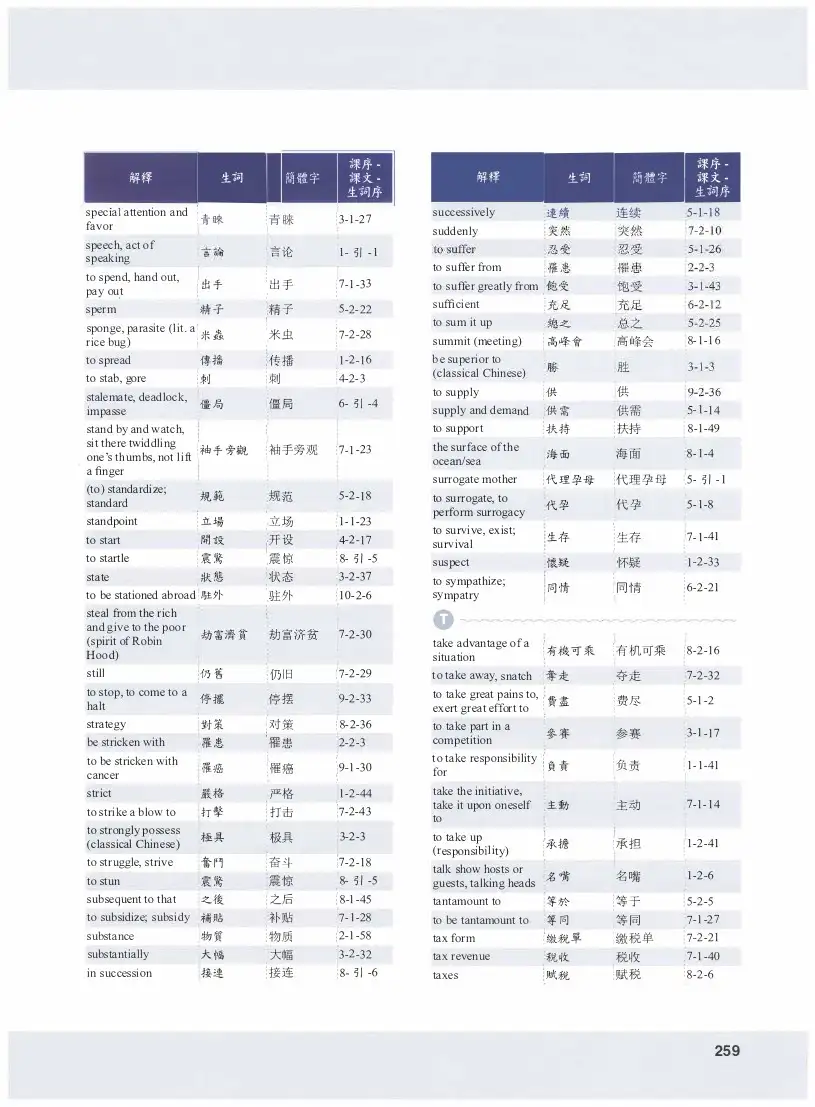 解釋 生詞 簡體字 課序 - 課文 - 生詞序
special attention and favor 青睞 青睐 3-1-27
speech, act of speaking 言論 言论 1- 引 -1
to spend, hand out, pay out 出手 出手 7-1-33
sperm 精子 精子 5-2-22
sponge, parasite (lit. a rice bug) 米蟲 米虫 7-2-28
to spread 傳播 传播 1-2-16
to stab, gore 刺 刺 4-2-3
stalemate, deadlock, impasse 僵局 僵局 6- 引 -4
stand by and watch, sit there twiddling one's thumbs, not lift a finger 袖手旁觀 袖手旁观 7-1-23
(to) standardize; standard 規範 规范 5-2-18
standpoint 立場 立场 1-1-23
to start 開設 开设 4-2-17
to startle 震驚 震惊 8- 引 -5
state 狀態 状态 3-2-37
to be stationed abroad 駐外 驻外 10-2-6
steal from the rich and give to the poor (spirit of Robin Hood) 劫富濟貧 劫富济贫 7-2-30
still 仍舊 仍旧 7-2-29
to stop, to come to a halt 停擺 停摆 9-2-33
strategy 對策 对策 8-2-36
be stricken with 罹患 罹患 2-2-3
to be stricken with cancer 罹癌 罹癌 9-1-30
strict 嚴格 严格 1-2-44
to strike a blow to 打擊 打击 7-2-43
to strongly possess (classical Chinese) 極具 极具 3-2-3
to struggle, strive 奮鬥 奋斗 7-2-18
to stun 震驚 震惊 8- 引 -5
subsequent to that 之後 之后 8-1-45
to subsidize; subsidy 補貼 补贴 7-1-28
substance 物質 物质 2-1-58
substantially 大幅 大幅 3-2-32
in succession 接連 接连 8- 引 -6
解釋 生詞 簡體字 課序 - 課文 - 生詞序
successively 連續 连续 5-1-18
suddenly 突然 突然 7-2-10
to suffer 忍受 忍受 5-1-26
to suffer from 罹患 罹患 2-2-3
to suffer greatly from 飽受 饱受 3-1-43
sufficient 充足 充足 6-2-12
to sum it up 總之 总之 5-2-25
summit (meeting) 高峰會 高峰会 8-1-16
be superior to (classical Chinese) 勝 胜 3-1-3
to supply 供 供 9-2-36
supply and demand 供需 供需 5-1-14
to support 扶持 扶持 8-1-49
the surface of the ocean/sea 海面 海面 8-1-4
surrogate mother 代理孕母 代理孕母 5- 引 -1
to surrogate, to perform surrogacy 代孕 代孕 5-1-8
to survive, exist; survival 生存 生存 7-1-41
suspect 懷疑 怀疑 1-2-33
to sympathize; sympatry 同情 同情 6-2-21
T
take advantage of a situation 有機可乘 有机可乘 8-2-16
to take away, snatch 奪走 夺走 7-2-32
to take great pains to, exert great effort to 費盡 费尽 5-1-2
to take part in a competition 參賽 参赛 3-1-17
to take responsibility for 負責 负责 1-1-41
take the initiative, take it upon oneself to 主動 主动 7-1-14
to take up (responsibility) 承擔 承担 1-2-41
talk show hosts or guests, talking heads 名嘴 名嘴 1-2-6
tantamount to 等於 等于 5-2-5
to be tantamount to 等同 等同 7-1-27
tax form 繳稅單 缴税单 7-2-21
tax revenue 稅收 税收 7-1-40
taxes 賦稅 赋税 8-2-6
259